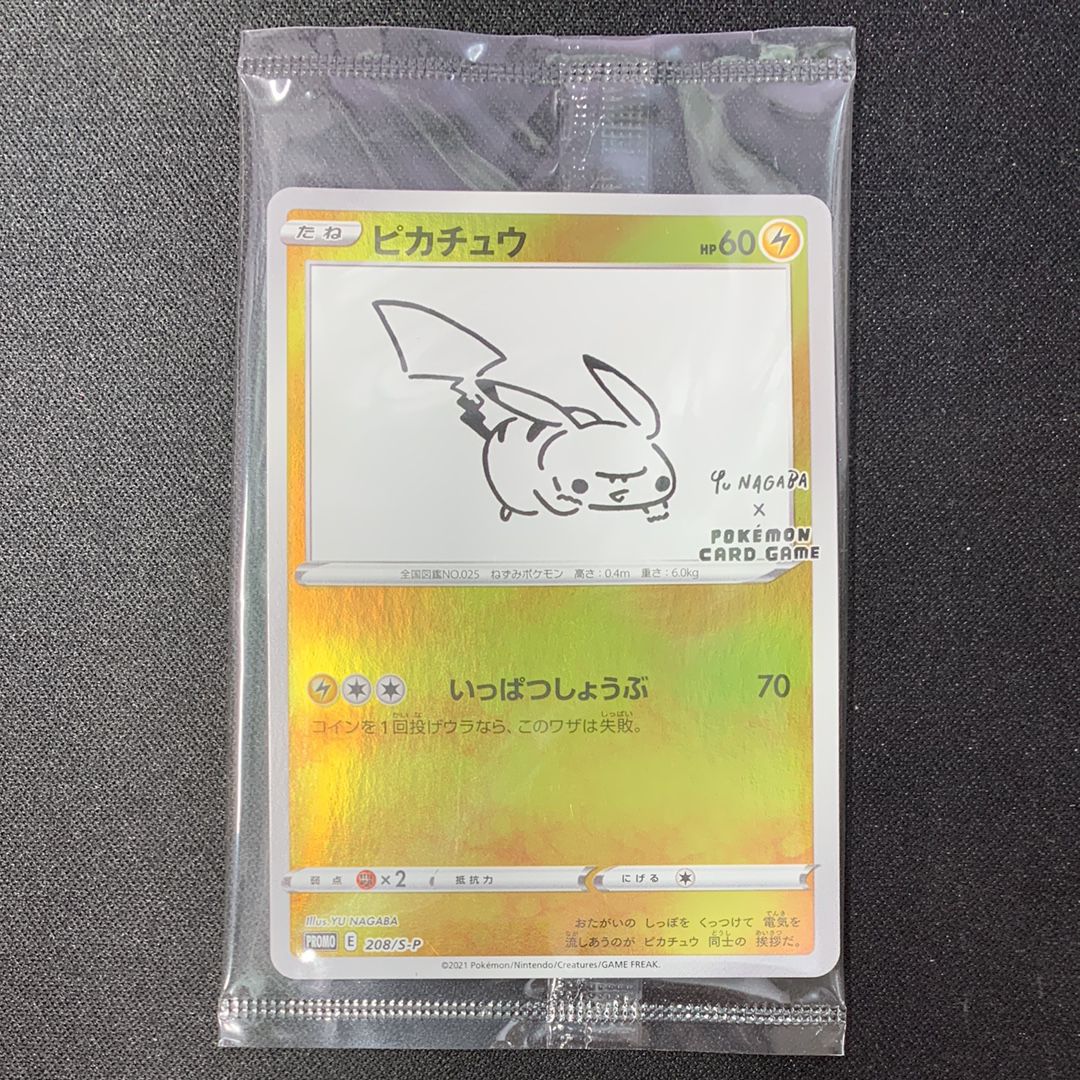 たね ピカチュウ HP60
Yu NAGABA
×
POKÉMON
CARD GAME
全国図鑑NO.025 ねずみポケモン 高さ:0.4m 重さ:6.0kg
いっぱつしょうぶ 70
コインを1回投げウラなら、このワザは失敗。
弱点 ×2 抵抗力 にげる
Illus.YU NAGABA
おたがいの しっぽを くっつけて 電気を
流しあうのが ピカチュウ 同士の 挨拶だ。
PROMO E 208/S-P
©2021 Pokémon/Nintendo/Creatures/GAME FREAK.